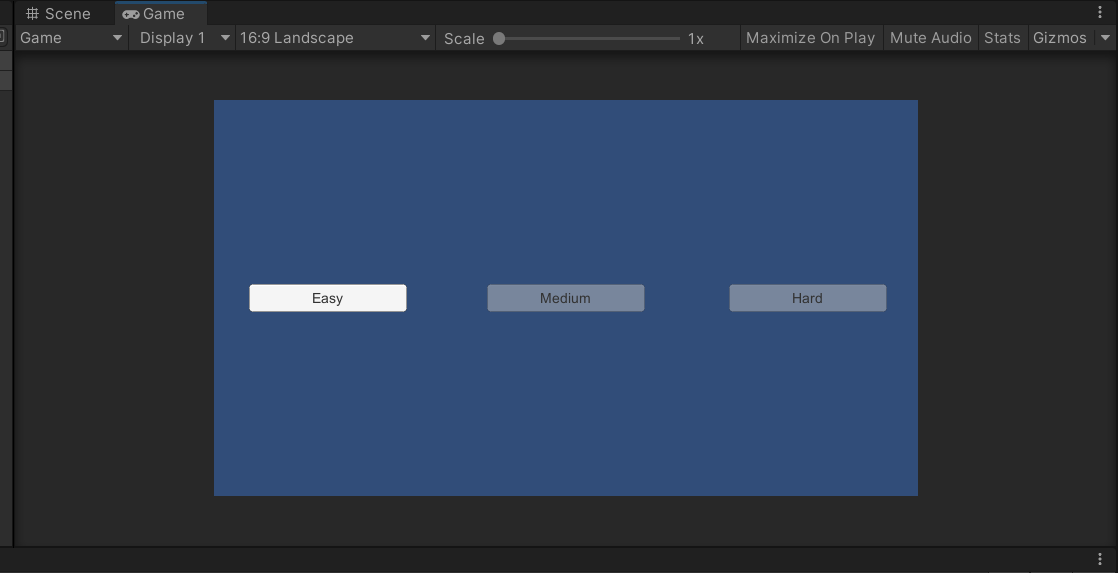 Scene Game
Game Display 1 16:9 Landscape Scale 1x Maximize On Play Mute Audio Stats Gizmos
Easy Medium Hard